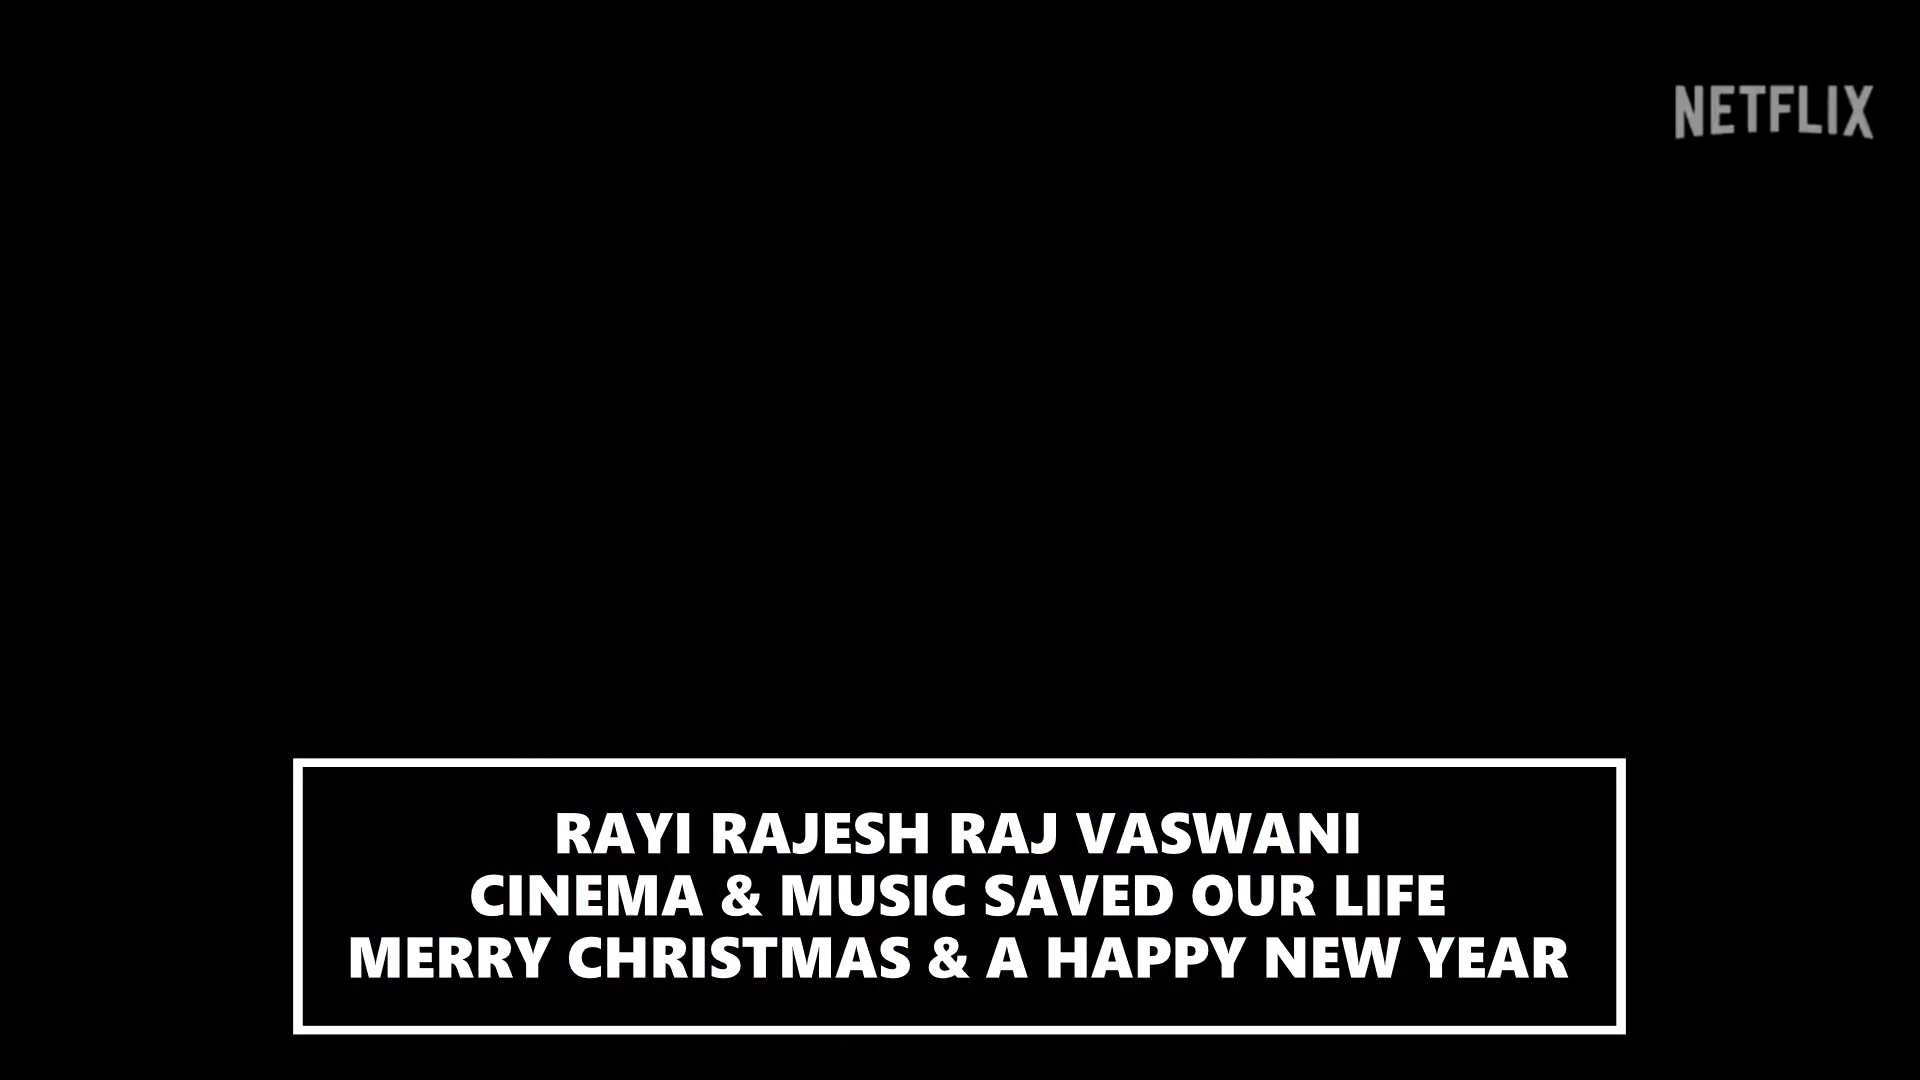 NETFLIX
RAYI RAJESH RAJ VASWANI
CINEMA & MUSIC SAVED OUR LIFE
MERRY CHRISTMAS & A HAPPY NEW YEAR